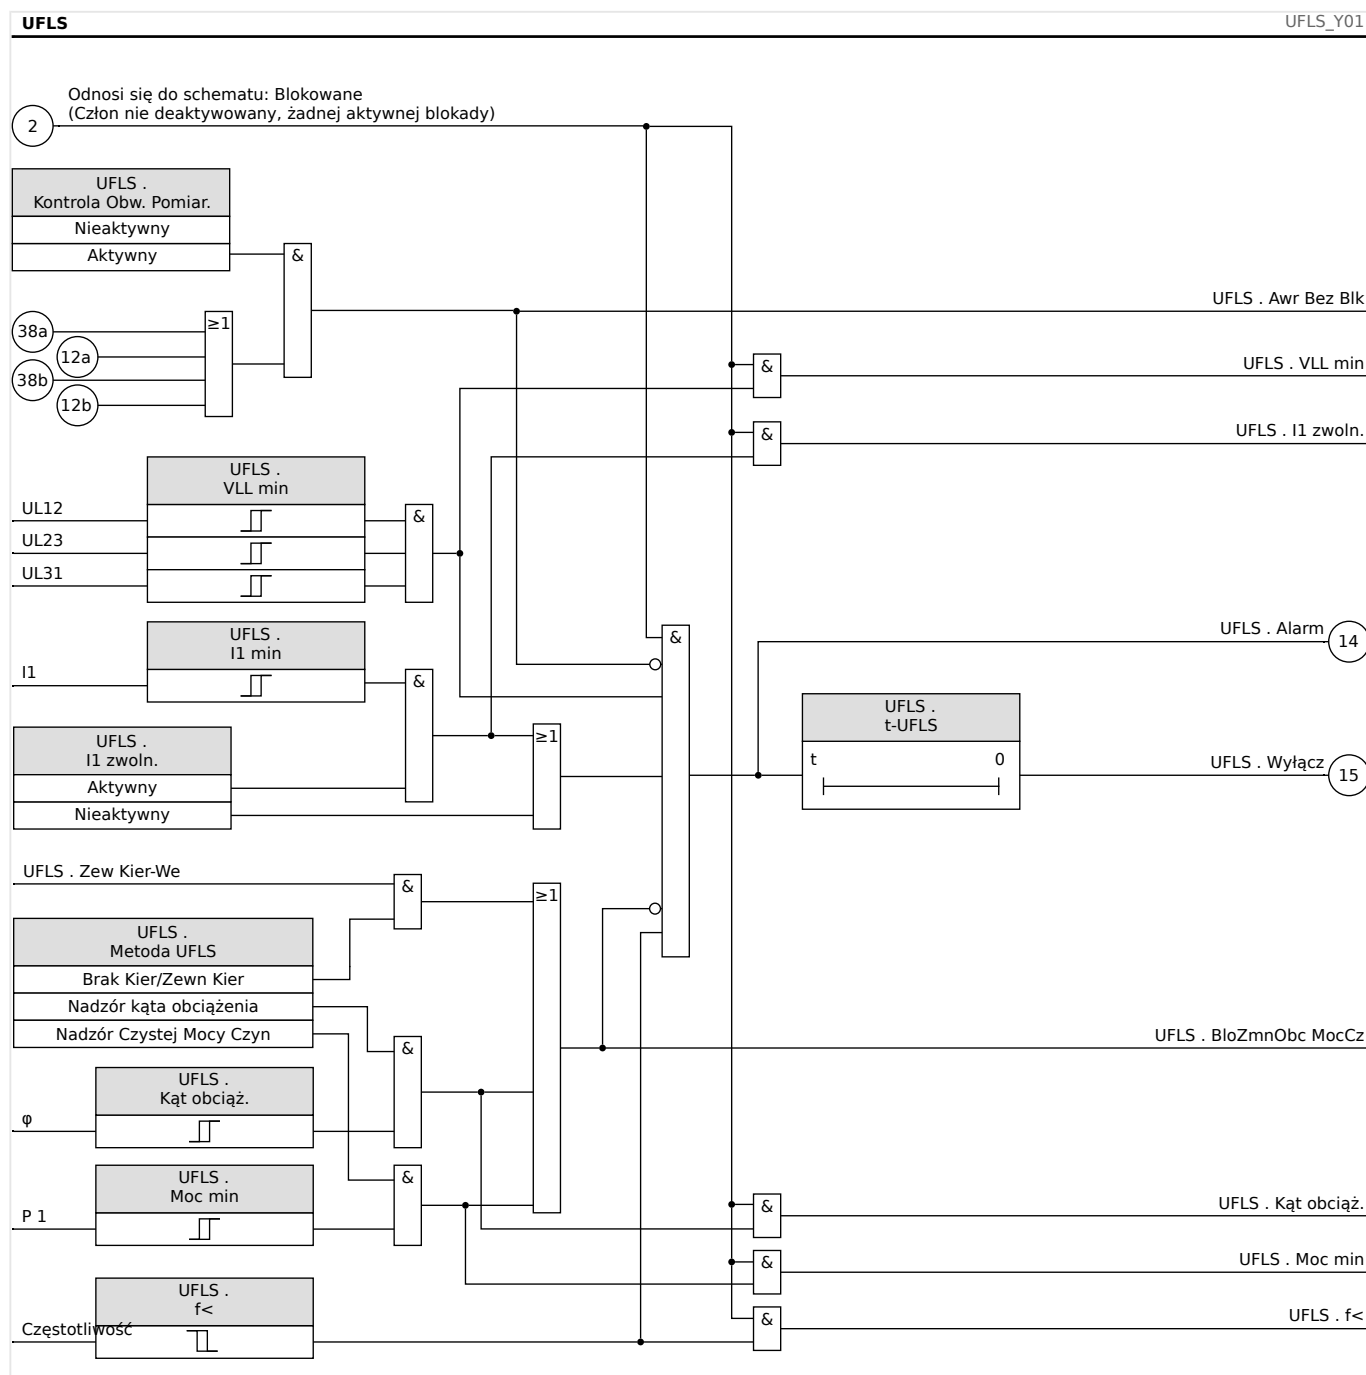 UFLS
UFLS_Y01
Odnosi się do schematu: Blokowane
(Człon nie deaktywowany, żadnej aktywnej blokady)
2
UFLS .
Kontrola Obw. Pomiar.
Nieaktywny
Aktywny
&
UFLS . Awr Bez Blk
38a
≥1
12a
38b
12b
&
UFLS . VLL min
&
UFLS . I1 zwoln.
UFLS .
VLL min
UL12
&
UL23
UL31
UFLS .
I1 min
I1
&
&
UFLS . Alarm
14
UFLS .
t-UFLS
t
0
UFLS . Wyłącz
15
UFLS .
I1 zwoln.
≥1
Aktywny
Nieaktywny
UFLS . Zew Kier-We
&
≥1
UFLS .
Metoda UFLS
Brak Kier/Zewn Kier
Nadzór kąta obciążenia
Nadzór Czystej Mocy Czyn
&
UFLS . BloZmnObc MocCz
UFLS .
Kąt obciąż.
φ
UFLS .
Moc min
P 1
&
&
UFLS . Kąt obciąż.
&
UFLS . Moc min
UFLS .
f<
Częstotliwość
&
UFLS . f<